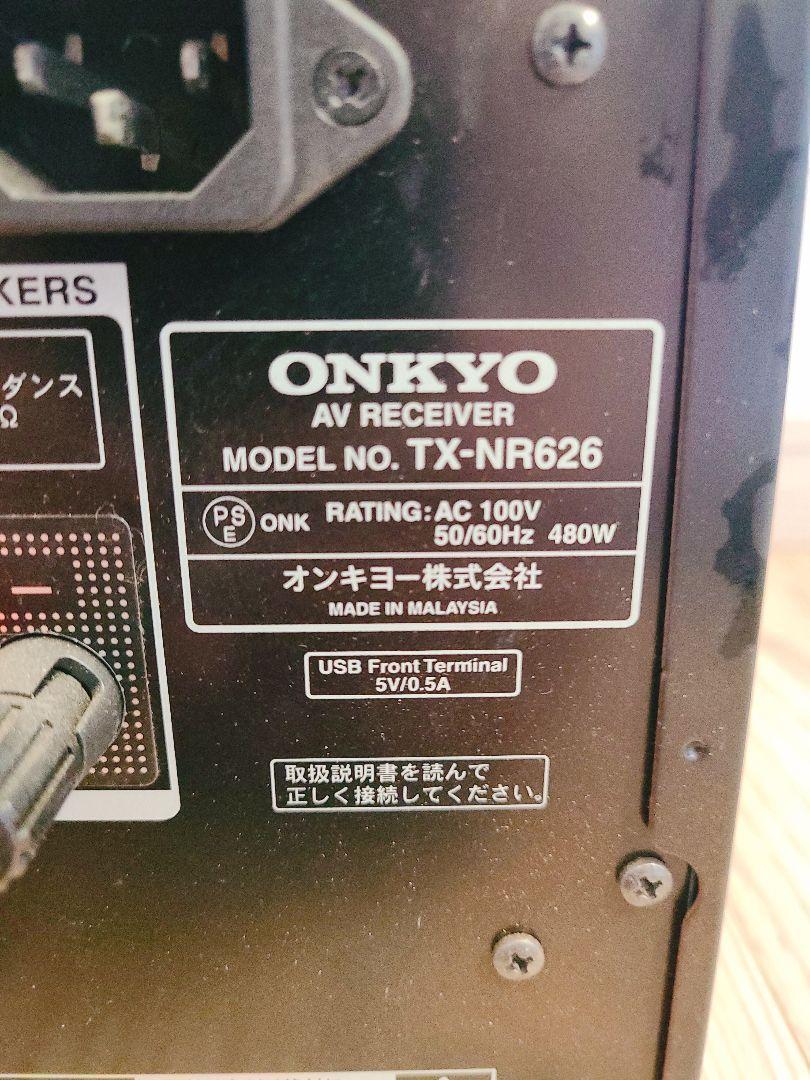 KERS
ダンス
Ω
ONKYO
AV RECEIVER
MODEL NO. TX-NR626
PSE ONK RATING: AC 100V
50/60Hz 480W
オンキヨー株式会社
MADE IN MALAYSIA
USB Front Terminal
5V/0.5A
取扱説明書を読んで
正しく接続してください。